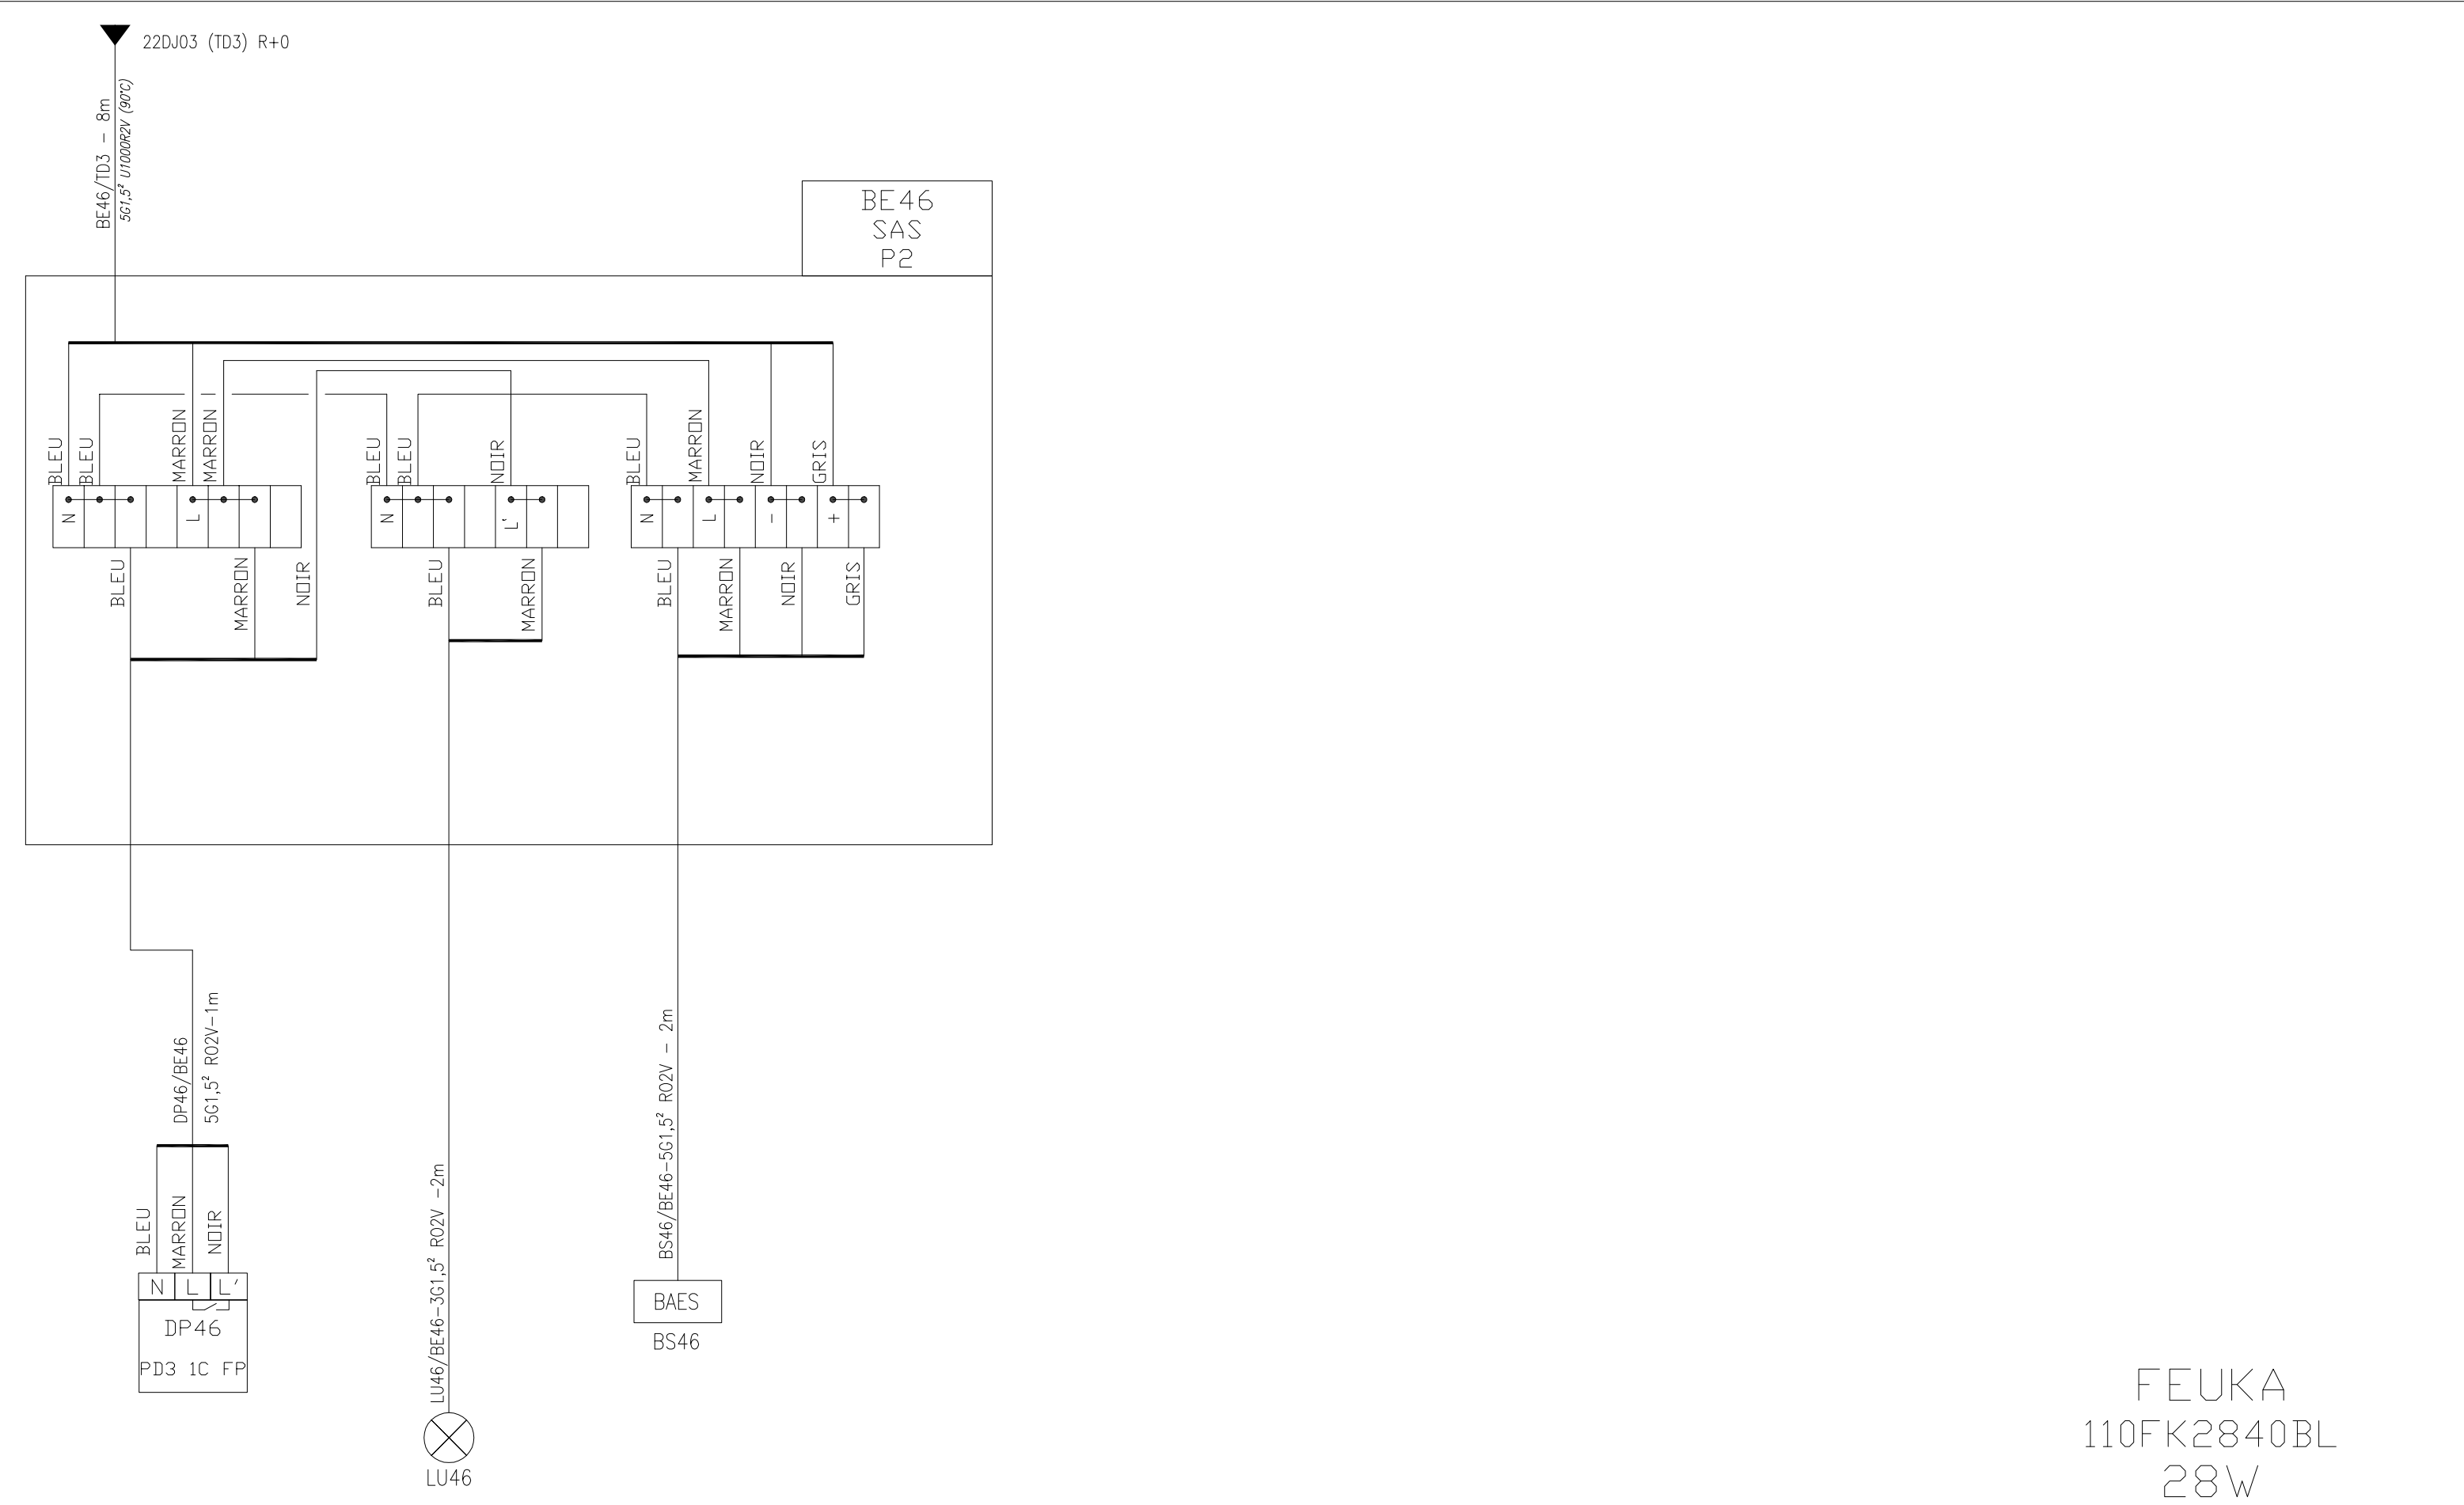 22DJ03 (TD3) R+0
BE46/TD3 - 8m
5G1,5² U1000R2V (90°C)
BE46
SAS
P2
BLEU
BLEU
MARRON
MARRON
BLEU
BLEU
NOIR
BLEU
MARRON
NOIR
GRIS
N
L
N
L'
N
L
-
+
BLEU
MARRON
NOIR
BLEU
MARRON
BLEU
MARRON
NOIR
GRIS
DP46/BE46
5G1,5² R02V-1m
LU46/BE46-3G1,5² R02V -2m
BS46/BE46-5G1,5² R02V - 2m
BLEU
MARRON
NOIR
N L L'
DP46
PD3 1C FP
BAES
BS46
LU46
FEUKA
110FK2840BL
28W